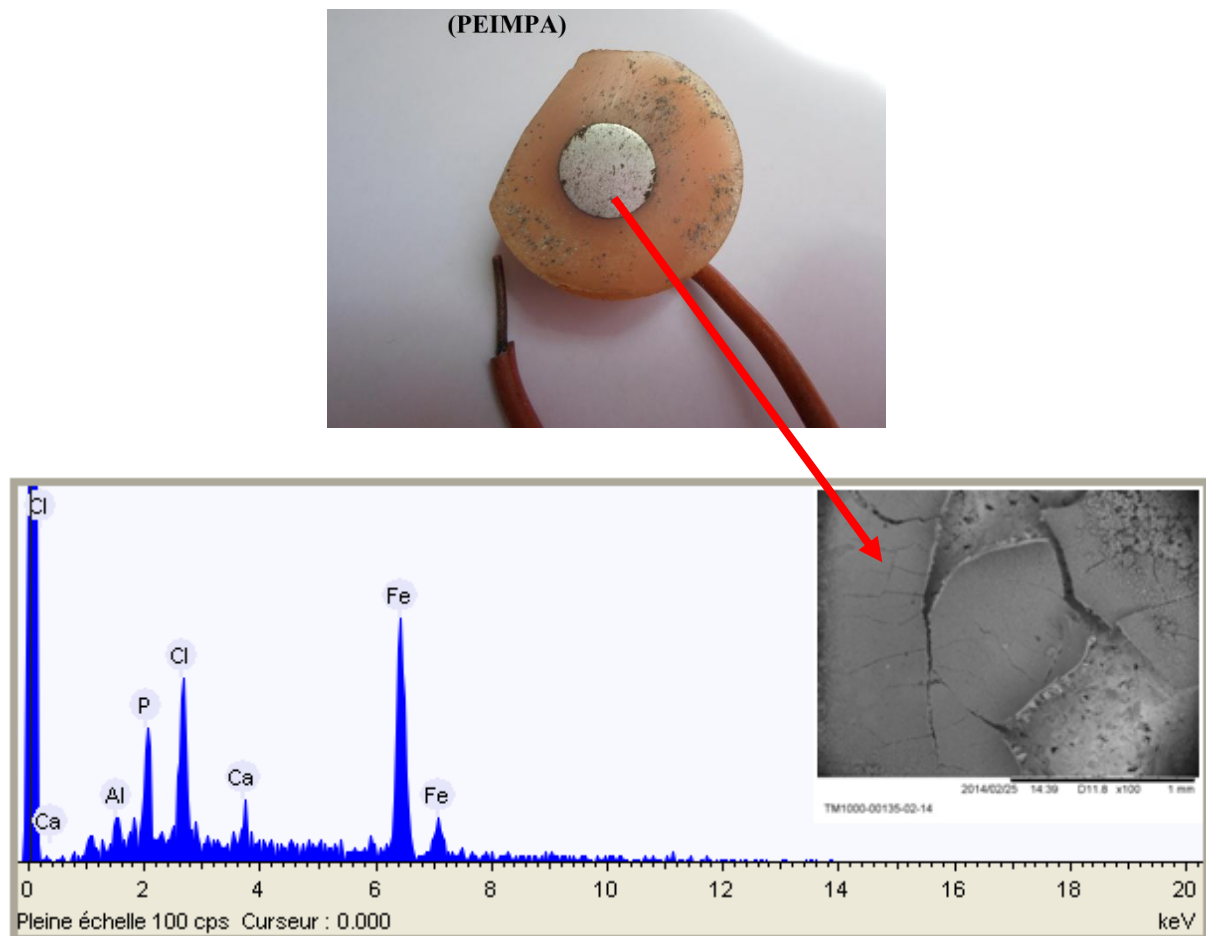 (PEIMPA)
Cl
Fe
Cl
P
Ca
Al
Fe
Ca
2014/02/25 14:39 D11.8 x100 1 mm
TM1000-00135-02-14
0 2 4 6 8 10 12 14 16 18 20
Pleine échelle 100 cps Curseur : 0.000 keV